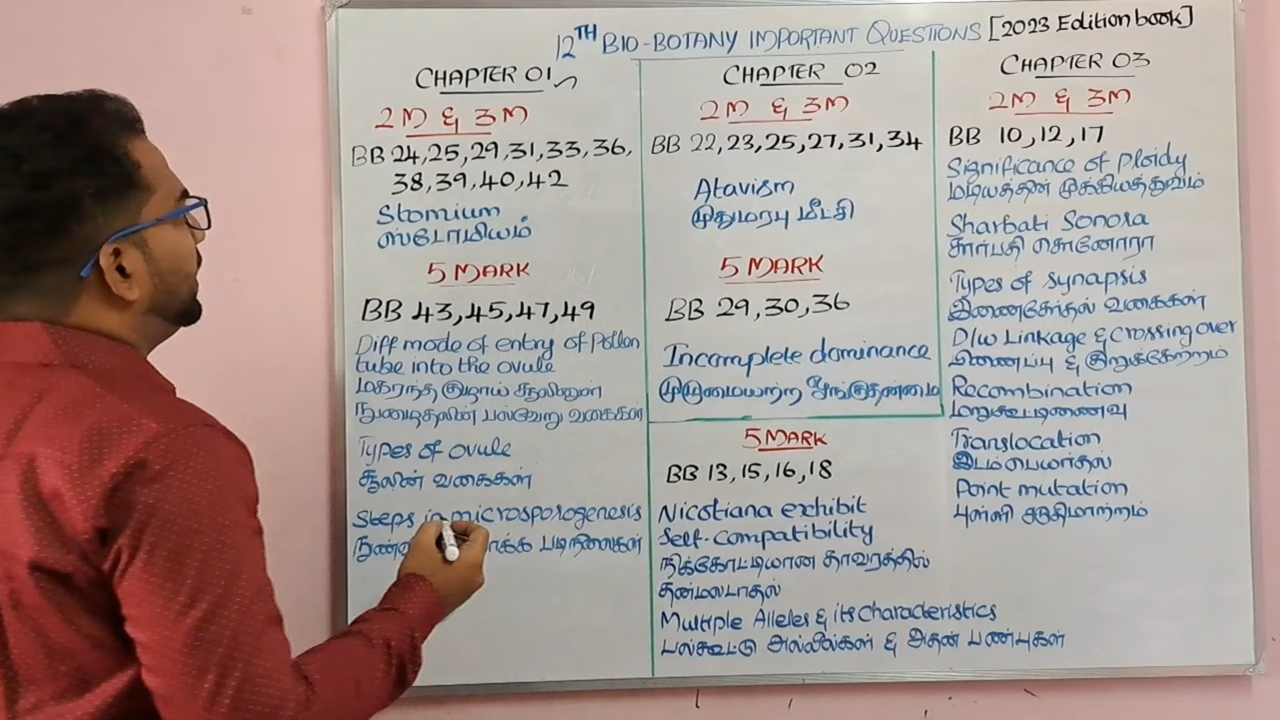 12TH BIO-BOTANY IMPORTANT QUESTIONS [2023 Edition book]
CHAPTER 01
2M & 3M
BB 24,25,29,31,33,36,
38,39,40,42
Stomium
ஸ்டோமியம்
5 MARK
BB 43,45,47,49
Diff mode of entry of Pollen
tube into the ovule
மகரந்த குழாய் சூலினுள்
நுழைதலின் பல்வேறு வகைகள்
Types of ovule
சூலின் வகைகள்
Steps in microsporogenesis
படிநிலைகள்
CHAPTER 02
2M & 3M
BB 22,23,25,27,31,34
Atavism
முதுமரபு மீட்சி
5 MARK
BB 29,30,36
Incomplete dominance
முழுமையற்ற ஓங்குதன்மை
5 MARK
BB 13,15,16,18
Nicotiana exhibit
Self-compatibility
நிக்கோட்டியானா தாவரத்தில்
தன்மலடாதல்
Multiple Alleles & its characteristics
பல்கூட்டு அல்லீல்கள் & அதன் பண்புகள்
CHAPTER 03
2M & 3M
BB 10,12,17
Significance of Ploidy
மடியத்தின் முக்கியத்துவம்
Sharbati Sonora
சார்பதி சொனோரா
Types of synapsis
இணைசேர்தல் வகைகள்
D/w Linkage & Crossing over
பிணைப்பு & குறுக்கேற்றம்
Recombination
மறுகூட்டிணைவு
Translocation
இடம்பெயர்தல்
Point mutation
புள்ளி சடுதிமாற்றம்